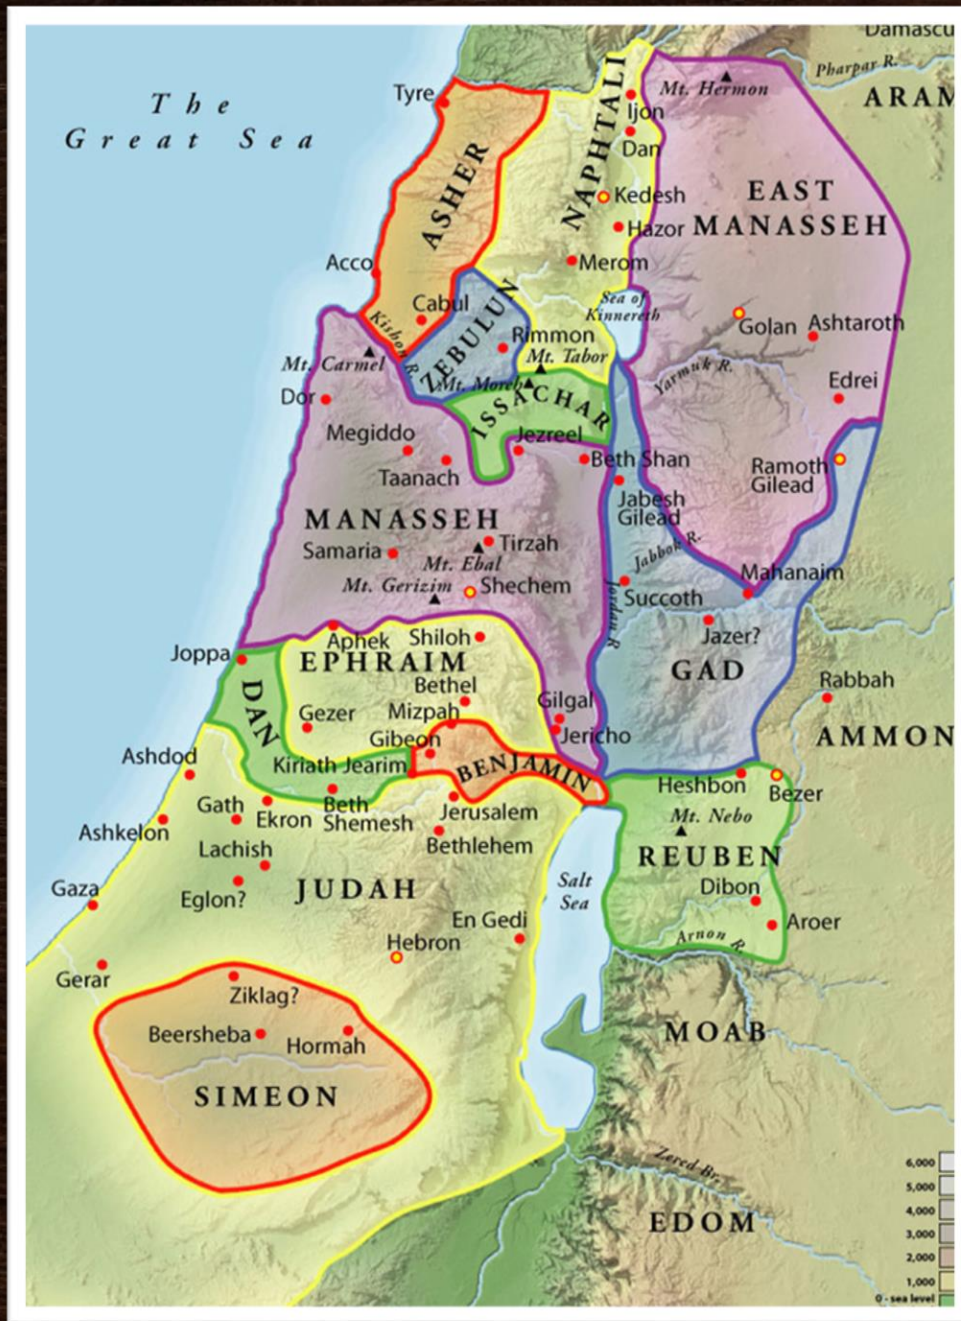 Damascu
Pharpar R.
ARAM
The
Great Sea
Tyre
Mt. Hermon
Ijon
Dan
NAPHTALI
ASHER
Kedesh
EAST
MANASSEH
Hazor
Merom
Acco
Sea of
Kinnereth
Cabul
Kishon R.
ZEBULUN
Rimmon
Golan
Ashtaroth
Mt. Carmel
Mt. Tabor
Mt. Moreh
Yarmuk R.
Edrei
Dor
ISSACHAR
Megiddo
Jezreel
Taanach
Beth Shan
Ramoth
Gilead
Jabesh
Gilead
MANASSEH
Samaria
Tirzah
Mt. Ebal
Jabbok R.
Mt. Gerizim
Shechem
Mahanaim
Succoth
Jordan R
Jazer?
Joppa
Aphek
Shiloh
EPHRAIM
GAD
DAN
Bethel
Rabbah
Gezer
Mizpah
Gilgal
Gibeon
Jericho
AMMON
Ashdod
Kiriath Jearim
BENJAMIN
Heshbon
Bezer
Gath
Ekron
Beth
Shemesh
Jerusalem
Mt. Nebo
Ashkelon
Bethlehem
Lachish
REUBEN
Gaza
Eglon?
JUDAH
Salt
Sea
Dibon
En Gedi
Aroer
Hebron
Arnon R.
Gerar
Ziklag?
Beersheba
Hormah
MOAB
SIMEON
Zered Br.
EDOM
6,000
5,000
4,000
3,000
2,000
1,000
0 - sea level